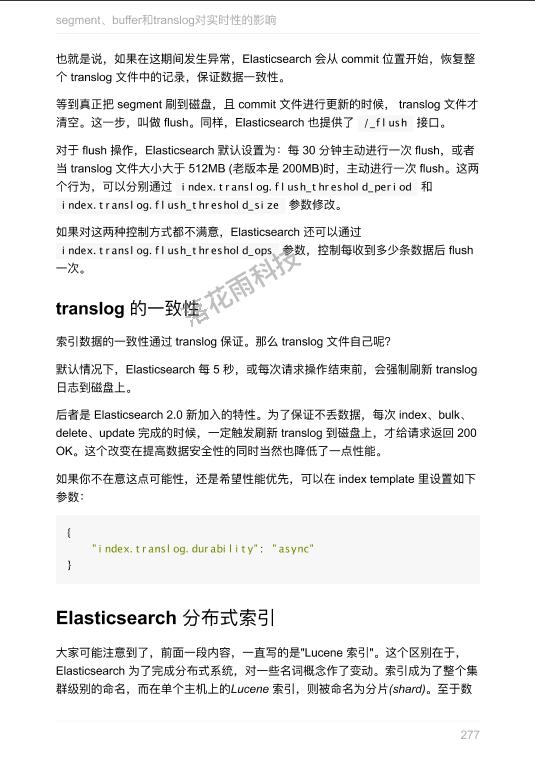 segment、buffer和translog对实时性的影响
也就是说，如果在这期间发生异常，Elasticsearch 会从 commit 位置开始，恢复整
个 translog 文件中的记录，保证数据一致性。
等到真正把 segment 刷到磁盘，且 commit 文件进行更新的时候， translog 文件才
清空。这一步，叫做 flush。同样，Elasticsearch 也提供了 /_flush 接口。
对于 flush 操作，Elasticsearch 默认设置为：每 30 分钟主动进行一次 flush，或者
当 translog 文件大小大于 512MB (老版本是 200MB)时，主动进行一次 flush。这两
个行为，可以分别通过 index.translog.flush_threshold_period 和
index.translog.flush_threshold_size 参数修改。
如果对这两种控制方式都不满意，Elasticsearch 还可以通过
index.translog.flush_threshold_ops 参数，控制每收到多少条数据后 flush
一次。
落花雨科技
translog 的一致性
索引数据的一致性通过 translog 保证。那么 translog 文件自己呢？
默认情况下，Elasticsearch 每 5 秒，或每次请求操作结束前，会强制刷新 translog
日志到磁盘上。
后者是 Elasticsearch 2.0 新加入的特性。为了保证不丢数据，每次 index、bulk、
delete、update 完成的时候，一定触发刷新 translog 到磁盘上，才给请求返回 200
OK。这个改变在提高数据安全性的同时当然也降低了一点性能。
如果你不在意这点可能性，还是希望性能优先，可以在 index template 里设置如下
参数：
{
"index.translog.durability": "async"
}
Elasticsearch 分布式索引
大家可能注意到了，前面一段内容，一直写的是"Lucene 索引"。这个区别在于，
Elasticsearch 为了完成分布式系统，对一些名词概念作了变动。索引成为了整个集
群级别的命名，而在单个主机上的Lucene 索引，则被命名为分片(shard)。至于数
277